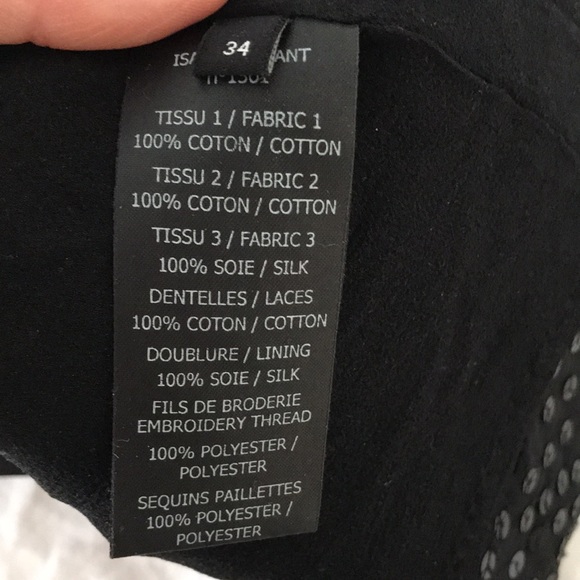 34
TISSU 1 / FABRIC 1
100% COTON / COTTON
TISSU 2 / FABRIC 2
100% COTON / COTTON
TISSU 3 / FABRIC 3
100% SOIE / SILK
DENTELLES / LACES
100% COTON / COTTON
DOUBLURE / LINING
100% SOIE / SILK
FILS DE BRODERIE
EMBROIDERY THREAD
100% POLYESTER /
POLYESTER
SEQUINS PAILLETTES
100% POLYESTER /
POLYESTER